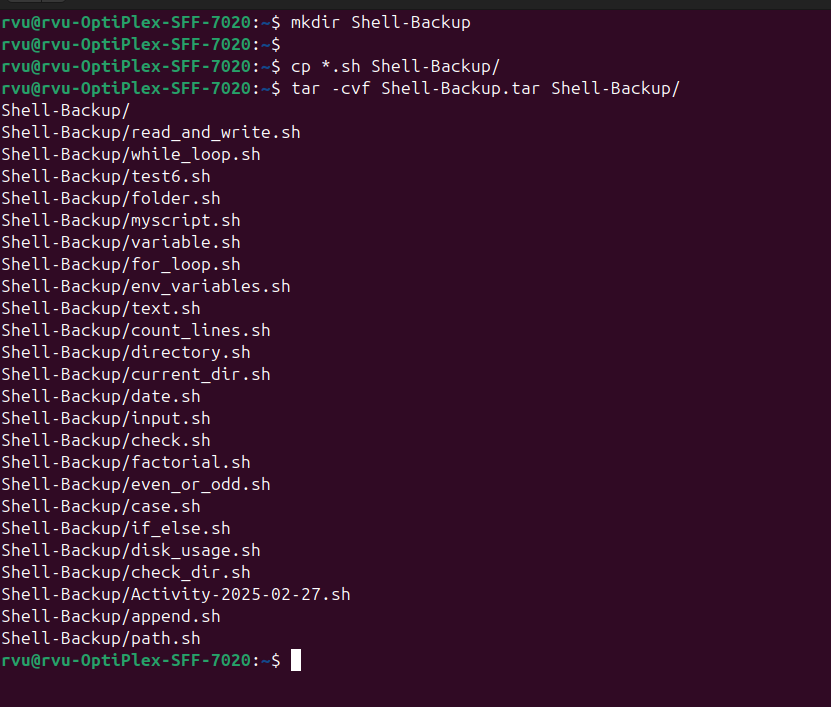 rvu@rvu-OptiPlex-SFF-7020:~$ mkdir Shell-Backup
rvu@rvu-OptiPlex-SFF-7020:~$
rvu@rvu-OptiPlex-SFF-7020:~$ cp *.sh Shell-Backup/
rvu@rvu-OptiPlex-SFF-7020:~$ tar -cvf Shell-Backup.tar Shell-Backup/
Shell-Backup/
Shell-Backup/read_and_write.sh
Shell-Backup/while_loop.sh
Shell-Backup/test6.sh
Shell-Backup/folder.sh
Shell-Backup/myscript.sh
Shell-Backup/variable.sh
Shell-Backup/for_loop.sh
Shell-Backup/env_variables.sh
Shell-Backup/text.sh
Shell-Backup/count_lines.sh
Shell-Backup/directory.sh
Shell-Backup/current_dir.sh
Shell-Backup/date.sh
Shell-Backup/input.sh
Shell-Backup/check.sh
Shell-Backup/factorial.sh
Shell-Backup/even_or_odd.sh
Shell-Backup/case.sh
Shell-Backup/if_else.sh
Shell-Backup/disk_usage.sh
Shell-Backup/check_dir.sh
Shell-Backup/Activity-2025-02-27.sh
Shell-Backup/append.sh
Shell-Backup/path.sh
rvu@rvu-OptiPlex-SFF-7020:~$